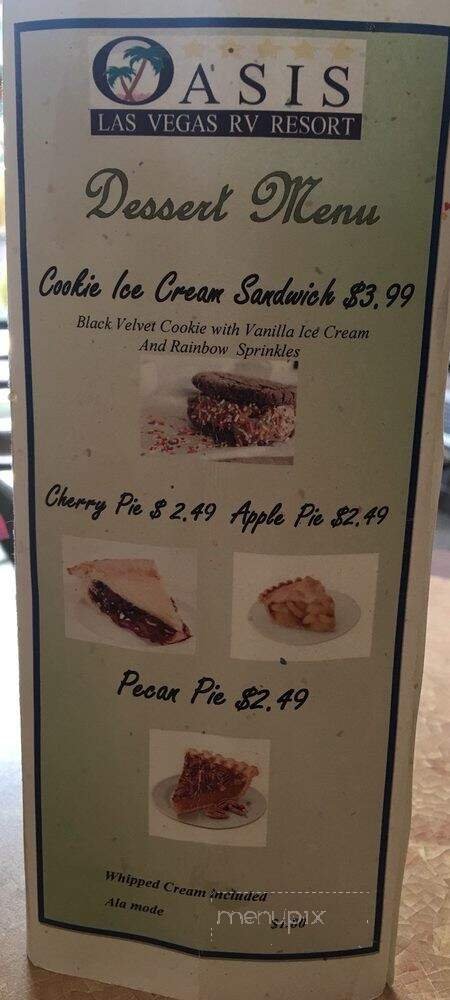 OASIS
LAS VEGAS RV RESORT
Dessert Menu
Cookie Ice Cream Sandwich $3.99
Black Velvet Cookie with Vanilla Ice Cream
And Rainbow Sprinkles
Cherry Pie $ 2.49 Apple Pie $2.49
Pecan Pie $2.49
Whipped Cream included
Ala mode $1.00
menupix